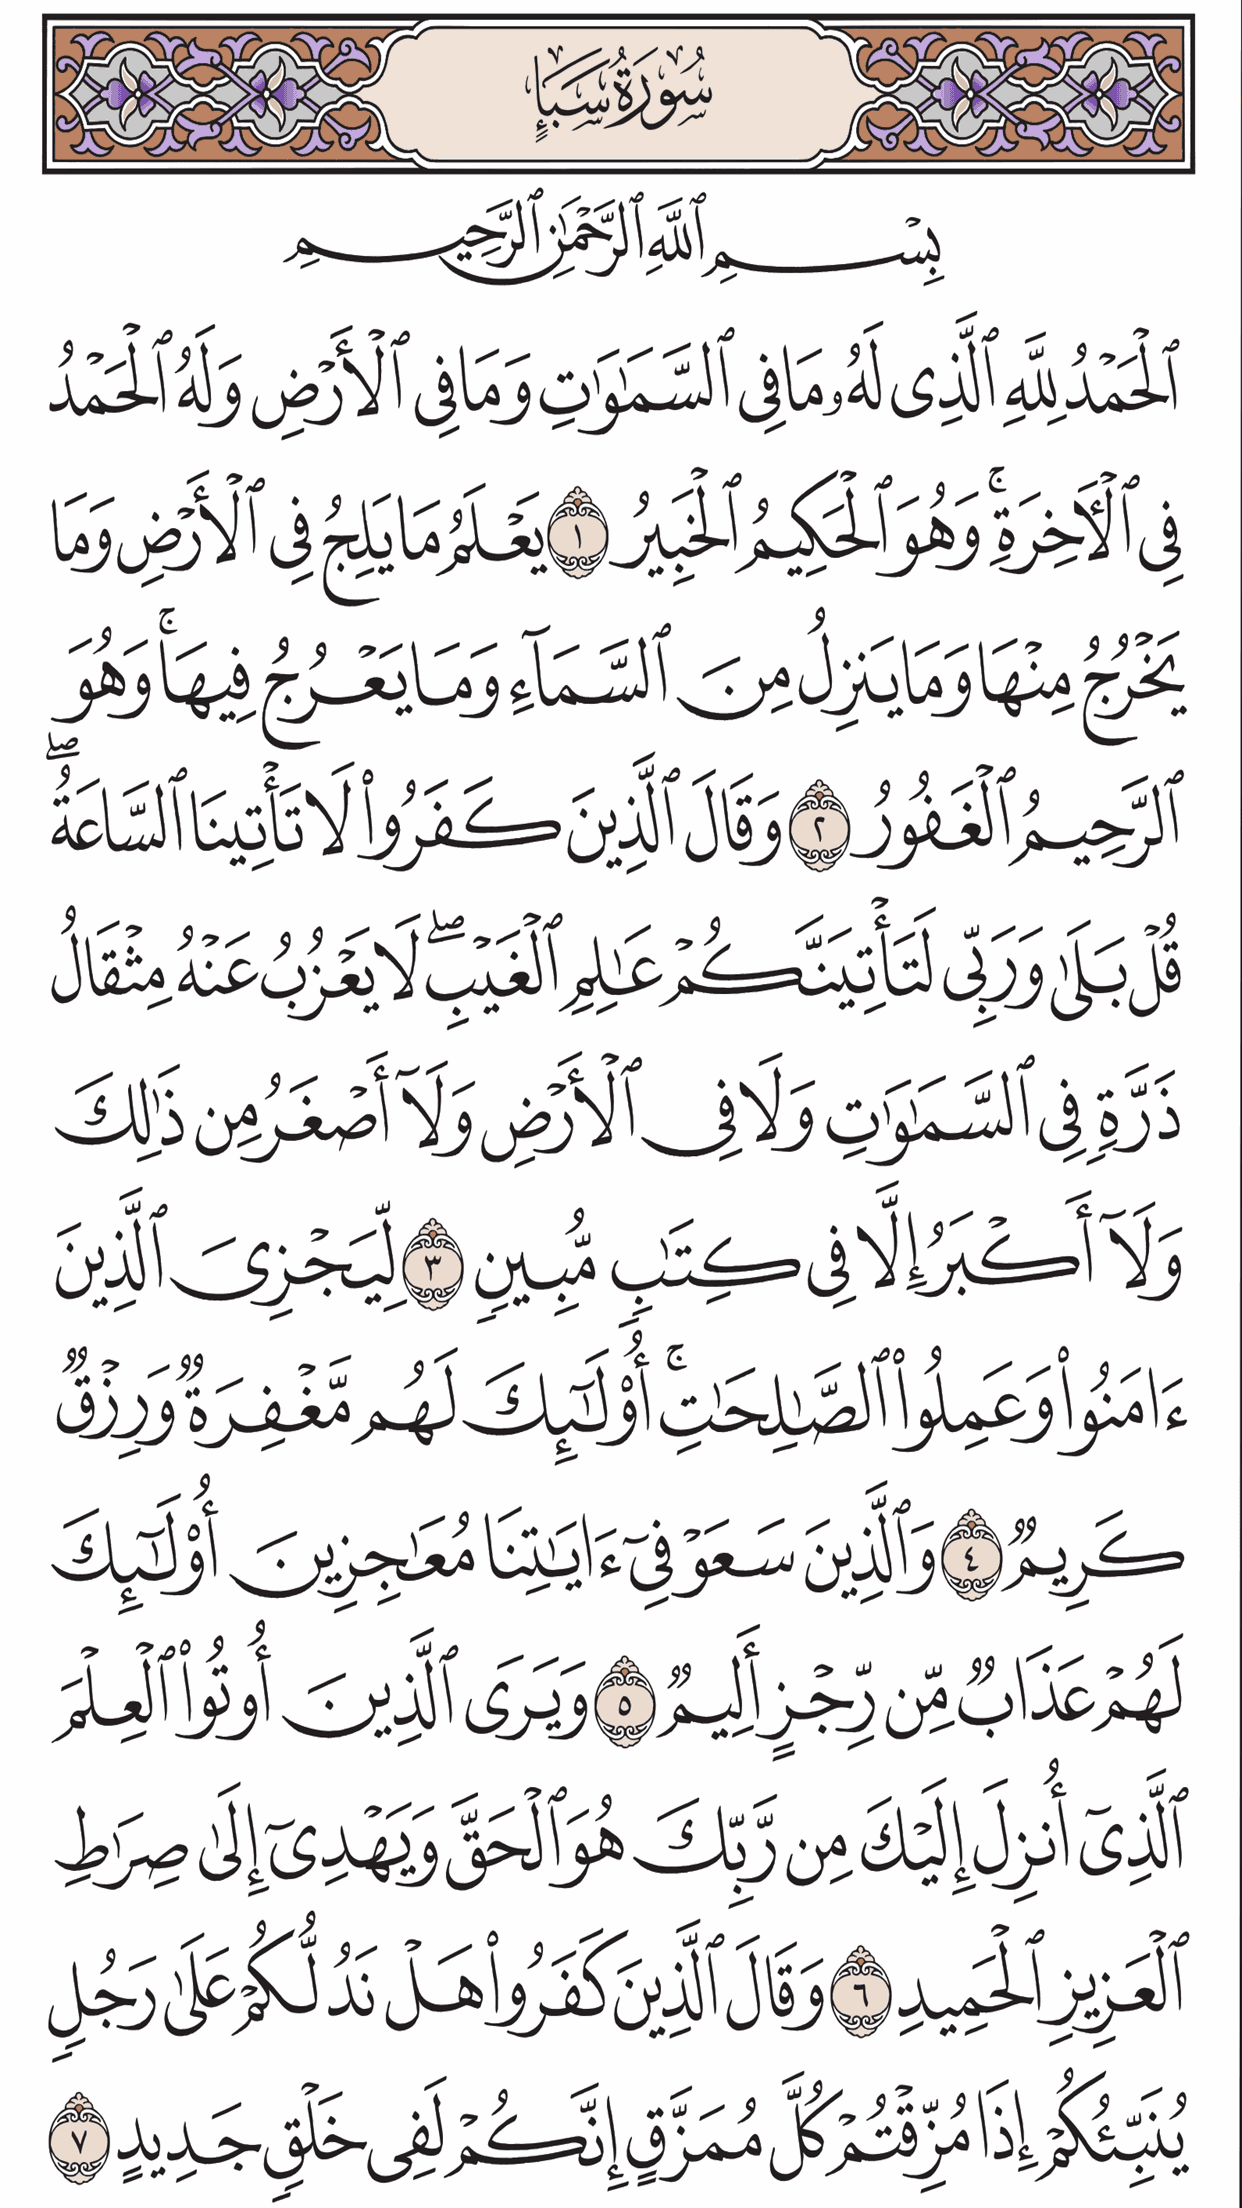 سُورَةُ سَبَإٍ
بِسْمِ ٱللَّهِ ٱلرَّحْمَٰنِ ٱلرَّحِيمِ
ٱلْحَمْدُ لِلَّهِ ٱلَّذِى لَهُۥ مَا فِى ٱلسَّمَٰوَٰتِ وَمَا فِى ٱلْأَرْضِ وَلَهُ ٱلْحَمْدُ
فِى ٱلْـَٔاخِرَةِ ۚ وَهُوَ ٱلْحَكِيمُ ٱلْخَبِيرُ ١ يَعْلَمُ مَا يَلِجُ فِى ٱلْأَرْضِ وَمَا
يَخْرُجُ مِنْهَا وَمَا يَنزِلُ مِنَ ٱلسَّمَآءِ وَمَا يَعْرُجُ فِيهَا ۚ وَهُوَ
ٱلرَّحِيمُ ٱلْغَفُورُ ٢ وَقَالَ ٱلَّذِينَ كَفَرُوا۟ لَا تَأْتِينَا ٱلسَّاعَةُ ۖ
قُلْ بَلَىٰ وَرَبِّى لَتَأْتِيَنَّكُمْ عَٰلِمِ ٱلْغَيْبِ ۖ لَا يَعْزُبُ عَنْهُ مِثْقَالُ
ذَرَّةٍ فِى ٱلسَّمَٰوَٰتِ وَلَا فِى ٱلْأَرْضِ وَلَآ أَصْغَرُ مِن ذَٰلِكَ
وَلَآ أَكْبَرُ إِلَّا فِى كِتَٰبٍ مُّبِينٍ ٣ لِّيَجْزِىَ ٱلَّذِينَ
ءَامَنُوا۟ وَعَمِلُوا۟ ٱلصَّٰلِحَٰتِ ۚ أُو۟لَٰٓئِكَ لَهُم مَّغْفِرَةٌ وَرِزْقٌ
كَرِيمٌ ٤ وَٱلَّذِينَ سَعَوْ فِىٓ ءَايَٰتِنَا مُعَٰجِزِينَ أُو۟لَٰٓئِكَ
لَهُمْ عَذَابٌ مِّن رِّجْزٍ أَلِيمٌ ٥ وَيَرَى ٱلَّذِينَ أُوتُوا۟ ٱلْعِلْمَ
ٱلَّذِىٓ أُنزِلَ إِلَيْكَ مِن رَّبِّكَ هُوَ ٱلْحَقَّ وَيَهْدِىٓ إِلَىٰ صِرَٰطِ
ٱلْعَزِيزِ ٱلْحَمِيدِ ٦ وَقَالَ ٱلَّذِينَ كَفَرُوا۟ هَلْ نَدُلُّكُمْ عَلَىٰ رَجُلٍ
يُنَبِّئُكُمْ إِذَا مُزِّقْتُمْ كُلَّ مُمَزَّقٍ إِنَّكُمْ لَفِى خَلْقٍ جَدِيدٍ ٧